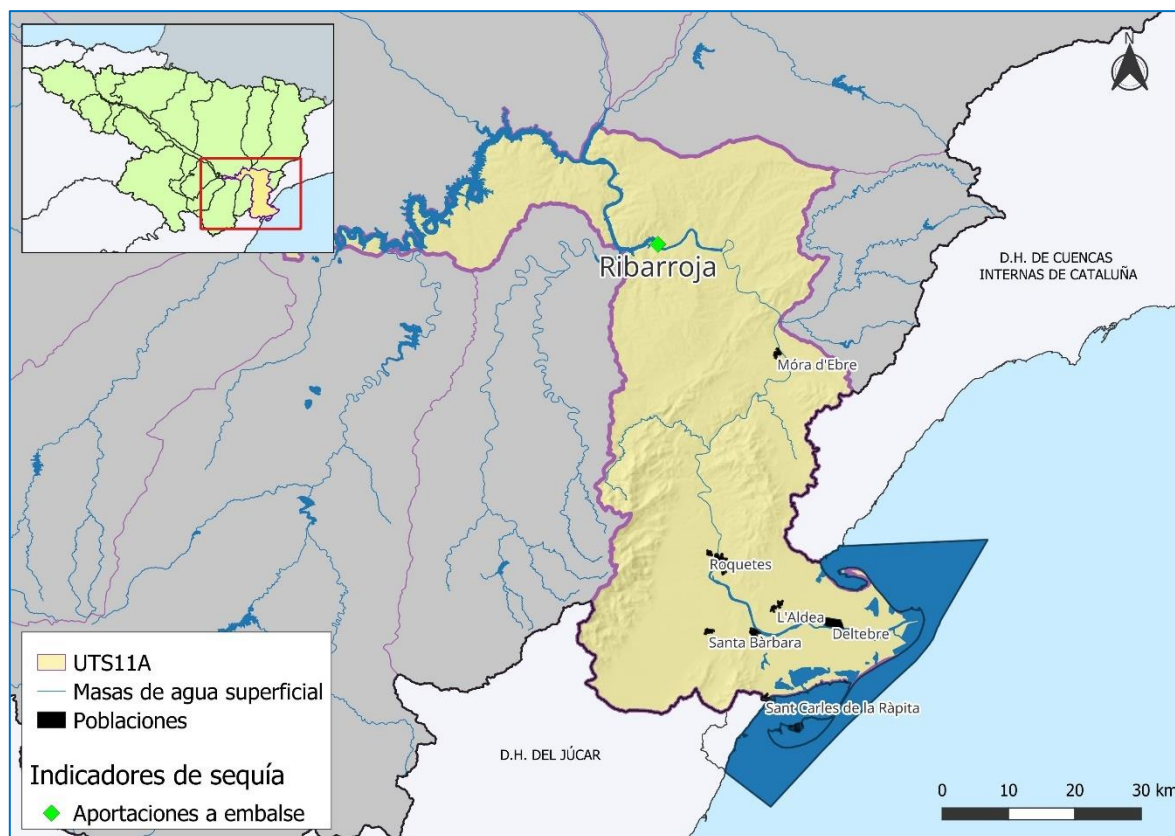 N
D.H. DE CUENCAS
INTERNAS DE CATALUÑA
Ribarroja
Móra d'Ebre
Roquetes
L'Aldea
Deltebre
Santa Bàrbara
Sant Carles de la Ràpita
D.H. DEL JÚCAR
UTS11A
Masas de agua superficial
Poblaciones
Indicadores de sequía
Aportaciones a embalse
0 10 20 30 km